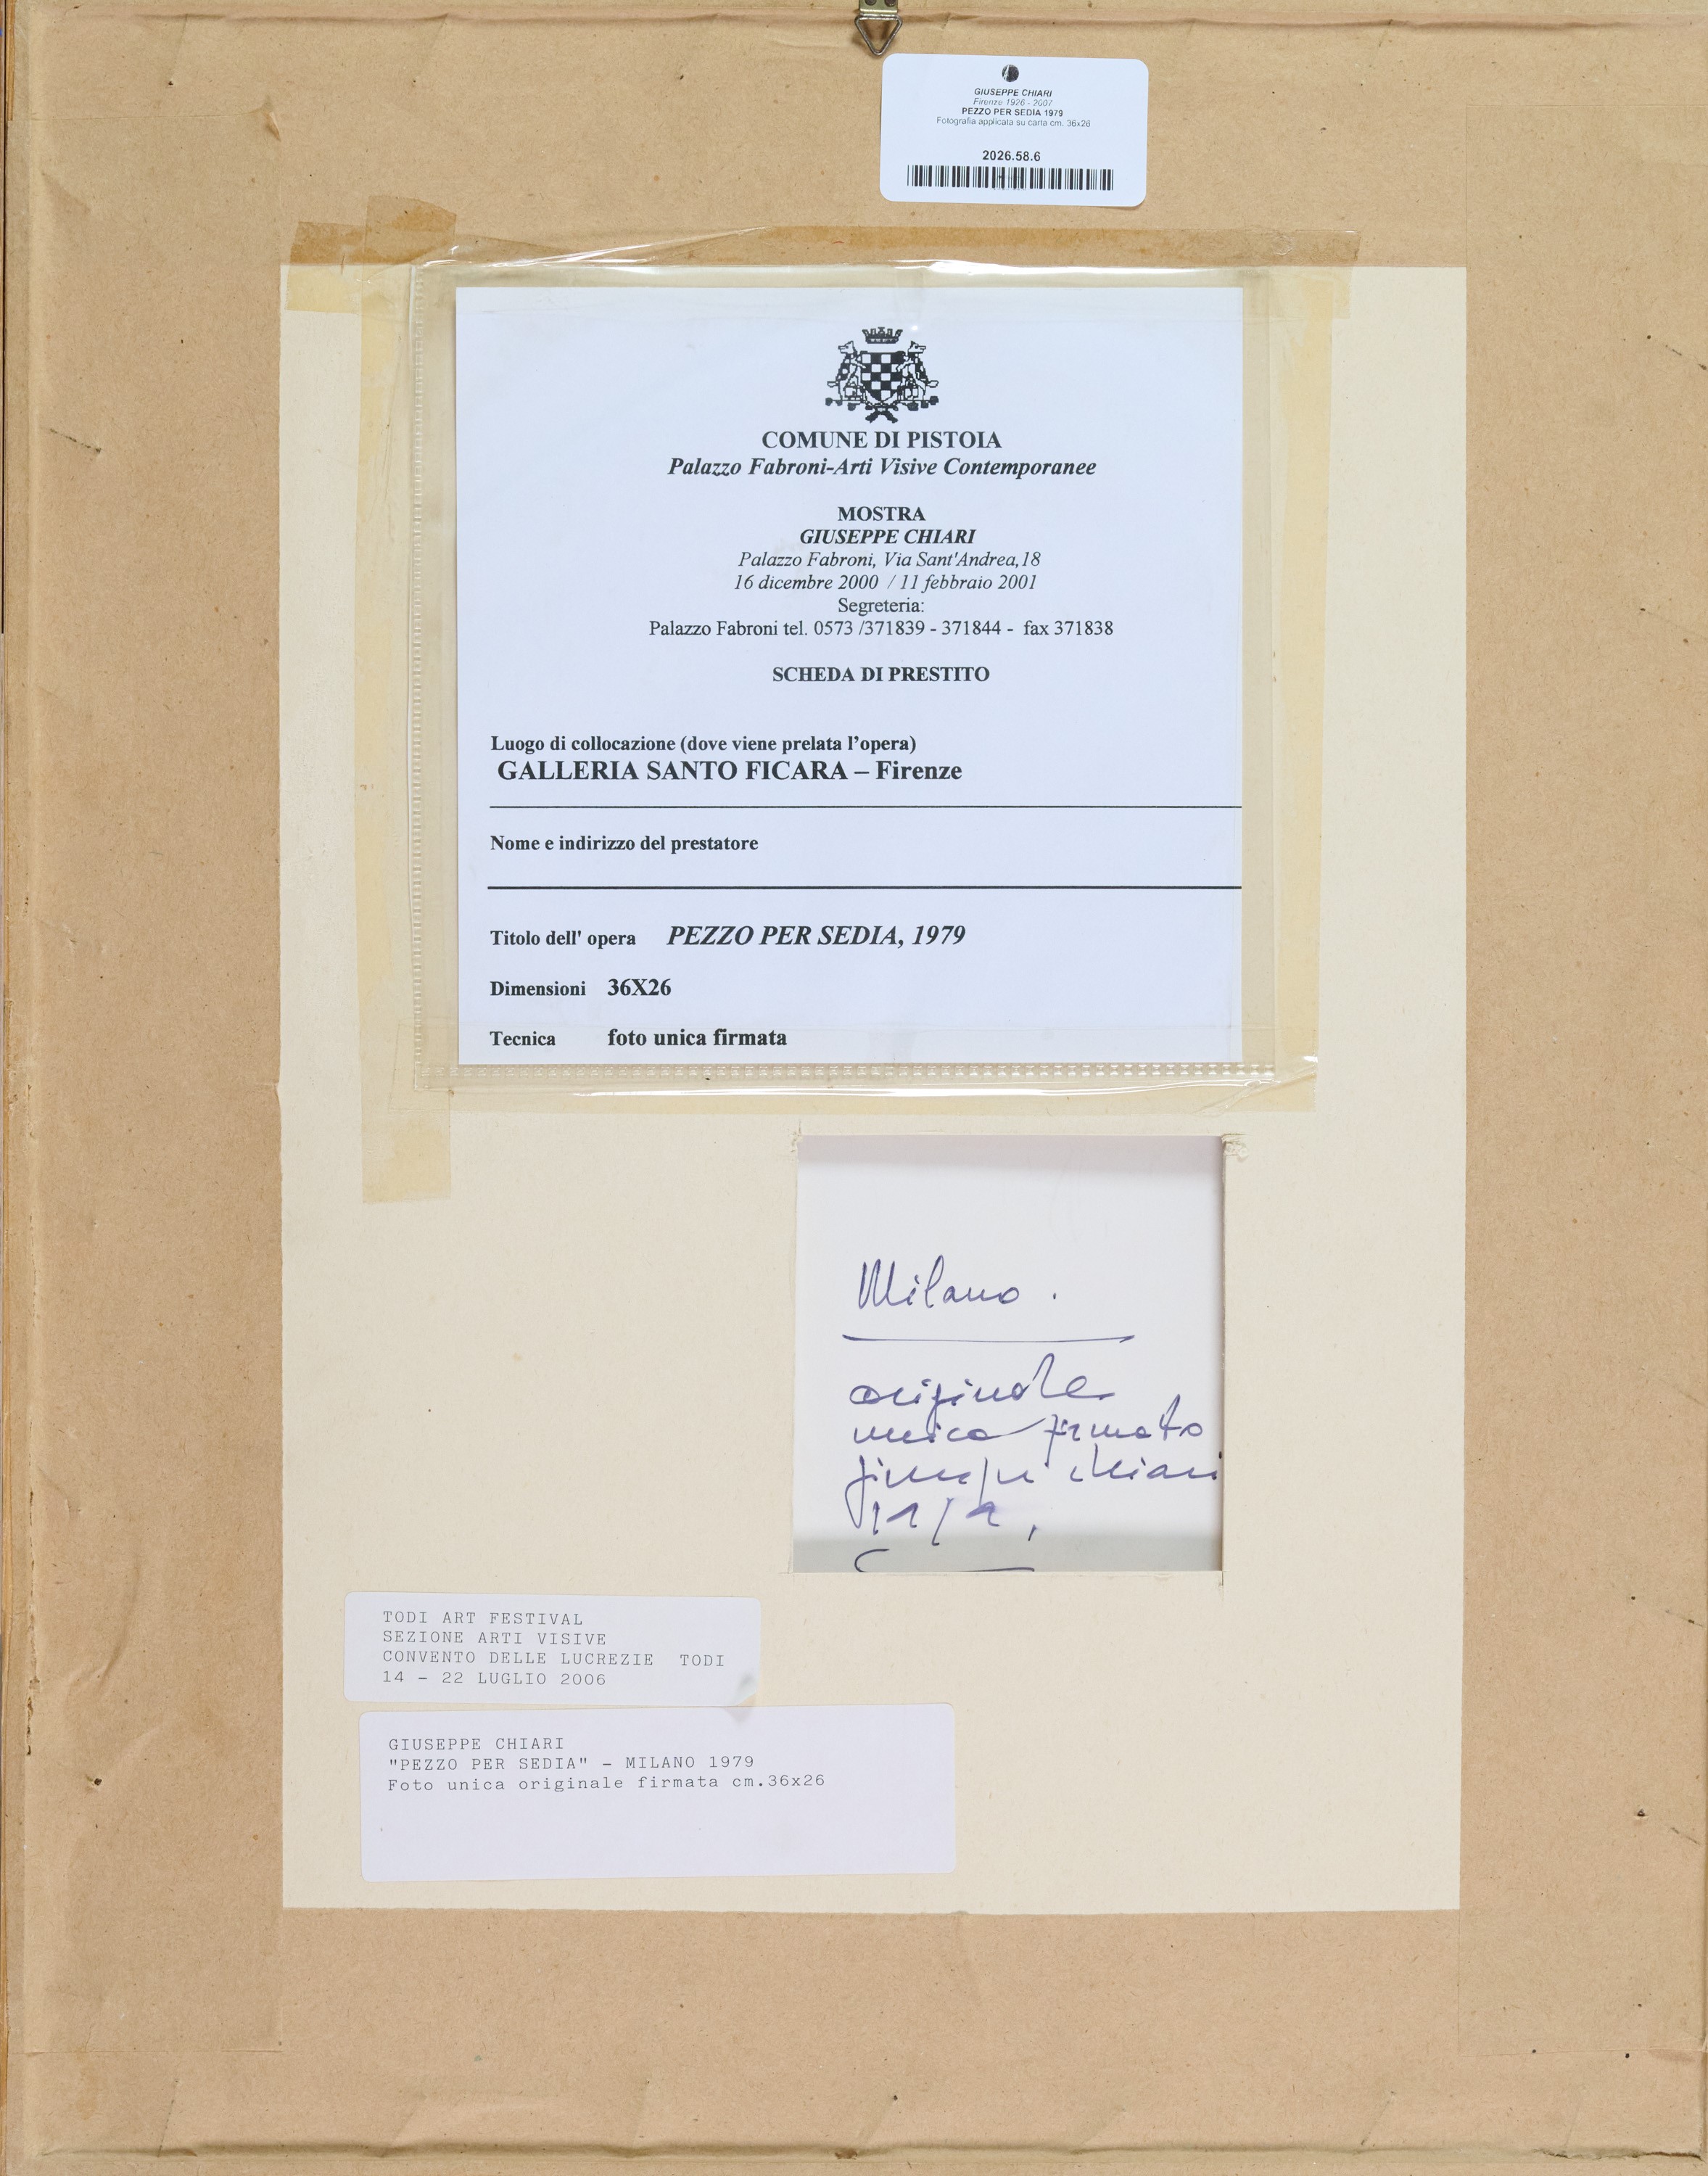 GIUSEPPE CHIARI
Firenze 1926 - 2007
PEZZO PER SEDIA 1979
Fotografia applicata su carta cm. 36x26
2026.58.6
COMUNE DI PISTOIA
Palazzo Fabroni-Arti Visive Contemporanee
MOSTRA
GIUSEPPE CHIARI
Palazzo Fabroni, Via Sant'Andrea,18
16 dicembre 2000 / 11 febbraio 2001
Segreteria:
Palazzo Fabroni tel. 0573 /371839 - 371844 - fax 371838
SCHEDA DI PRESTITO
Luogo di collocazione (dove viene prelata l'opera)
GALLERIA SANTO FICARA – Firenze
Nome e indirizzo del prestatore
Titolo dell' opera PEZZO PER SEDIA, 1979
Dimensioni 36X26
Tecnica foto unica firmata
Milano .
originale
unica firmato
giuseppe chiari
TODI ART FESTIVAL
SEZIONE ARTI VISIVE
CONVENTO DELLE LUCREZIE TODI
14 - 22 LUGLIO 2006
GIUSEPPE CHIARI
"PEZZO PER SEDIA" - MILANO 1979
Foto unica originale firmata cm.36x26